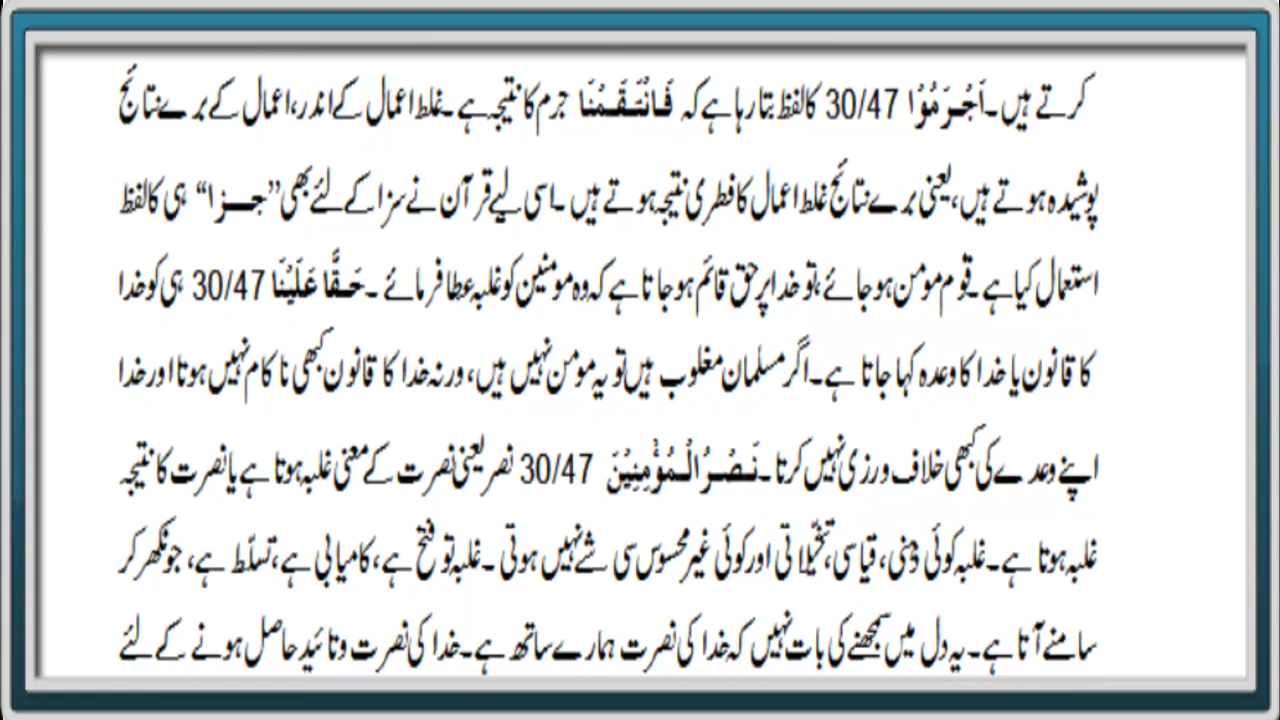 کرتے ہیں۔ اَجْرَمُوْا 30/47 کا لفظ بتا رہا ہے کہ فَانْتَقَمْنَا جرم کا نتیجہ ہے۔ غلط اعمال کے اندر، اعمال کے برے نتائج
پوشیدہ ہوتے ہیں، یعنی برے نتائج غلط اعمال کا فطری نتیجہ ہوتے ہیں۔ اسی لیے قرآن نے سزا کے لئے بھی ”جزا“ ہی کا لفظ
استعمال کیا ہے۔ قوم مومن ہو جائے، تو خدا پر حق قائم ہو جاتا ہے کہ وہ مومنین کو غلبہ عطا فرمائے۔ حَقًّا عَلَيْنَا 30/47 ہی کو خدا
کا قانون یا خدا کا وعدہ کہا جاتا ہے۔ اگر مسلمان مغلوب ہیں تو یہ مومن نہیں ہیں، ورنہ خدا کا قانون کبھی ناکام نہیں ہوتا اور خدا
اپنے وعدے کی کبھی خلاف ورزی نہیں کرتا۔ نَصْرُ الْمُؤْمِنِيْنَ 30/47 نصر یعنی نصرت کے معنی غلبہ ہوتا ہے یا نصرت کا نتیجہ
غلبہ ہوتا ہے۔ غلبہ کوئی ذہنی، قیاسی، تخیّلاتی اور کوئی غیر محسوس سی شے نہیں ہوتی۔ غلبہ تو فتح ہے، کامیابی ہے، تسلّط ہے، جو نکھر کر
سامنے آتا ہے۔ یہ دل میں سمجھنے کی بات نہیں کہ خدا کی نصرت ہمارے ساتھ ہے۔ خدا کی نصرت و تائید حاصل ہونے کے لئے